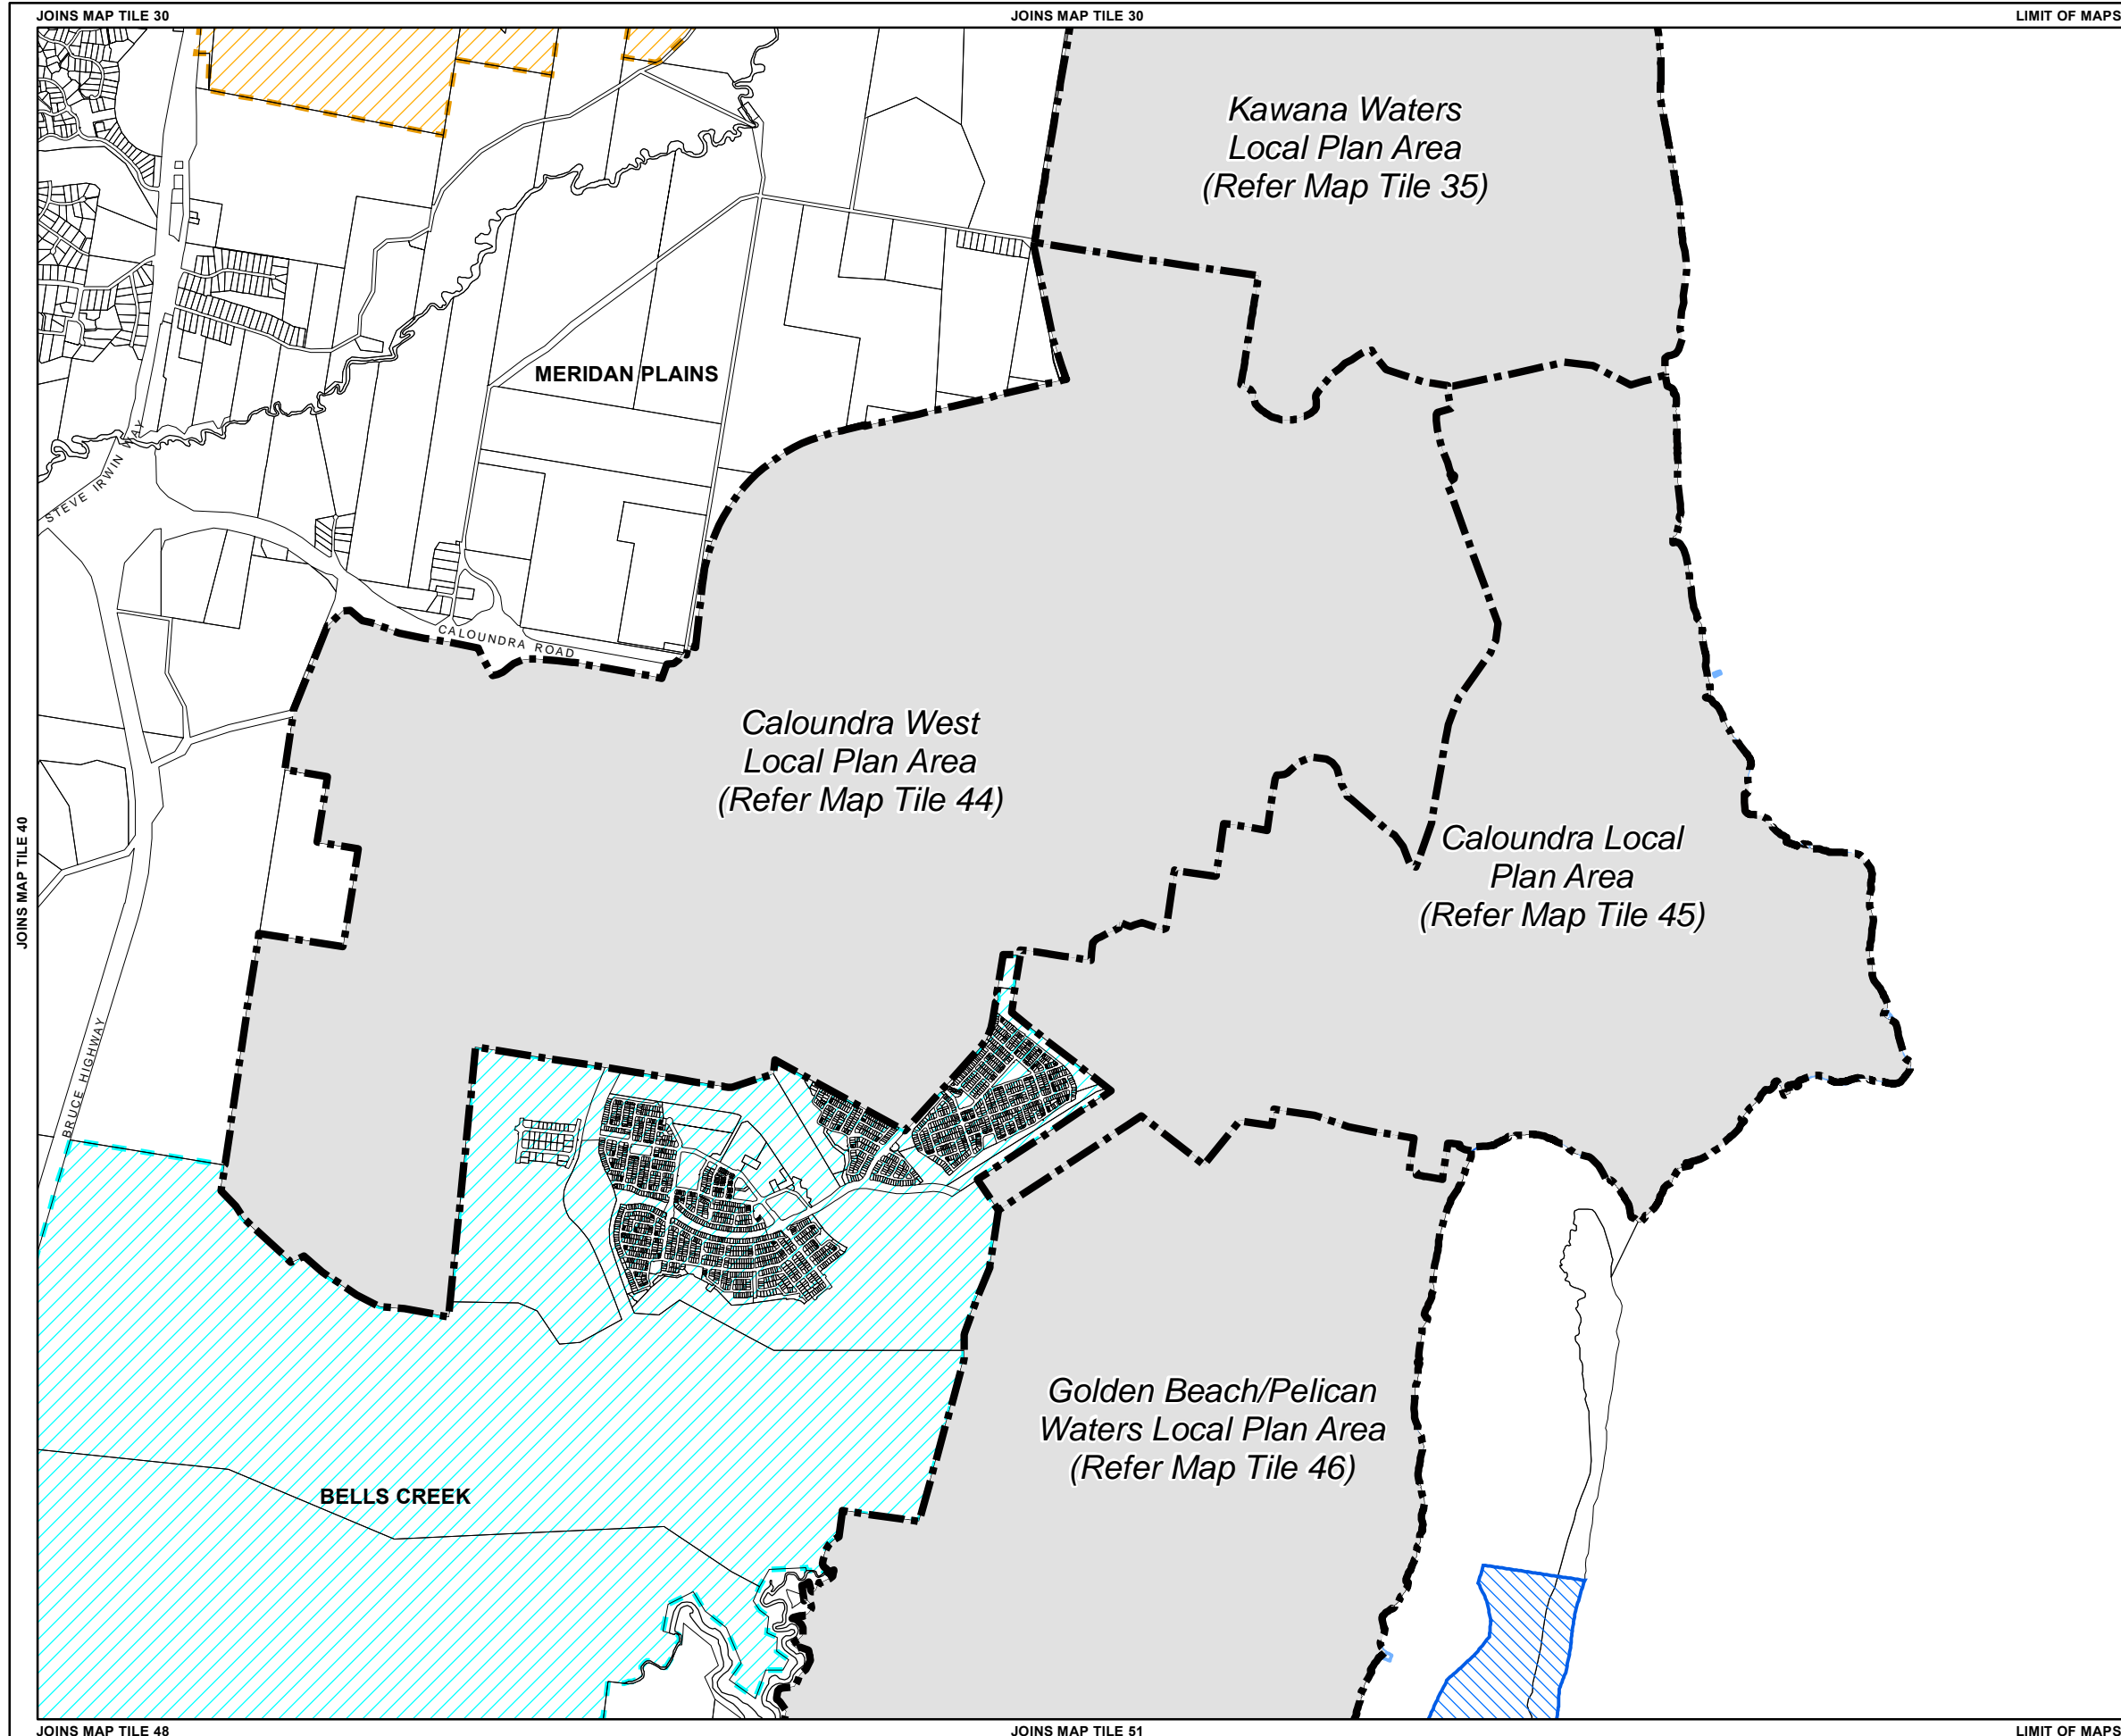 JOINS MAP TILE 30
JOINS MAP TILE 30
LIMIT OF MAPS
Kawana Waters
Local Plan Area
(Refer Map Tile 35)
MERIDAN PLAINS
STEVE IRWIN WAY
CALOUNDRA ROAD
Caloundra West
Local Plan Area
(Refer Map Tile 44)
Caloundra Local
Plan Area
(Refer Map Tile 45)
JOINS MAP TILE 40
BRUCE HIGHWAY
Golden Beach/Pelican
Waters Local Plan Area
(Refer Map Tile 46)
BELLS CREEK
JOINS MAP TILE 48
JOINS MAP TILE 51
LIMIT OF MAPS